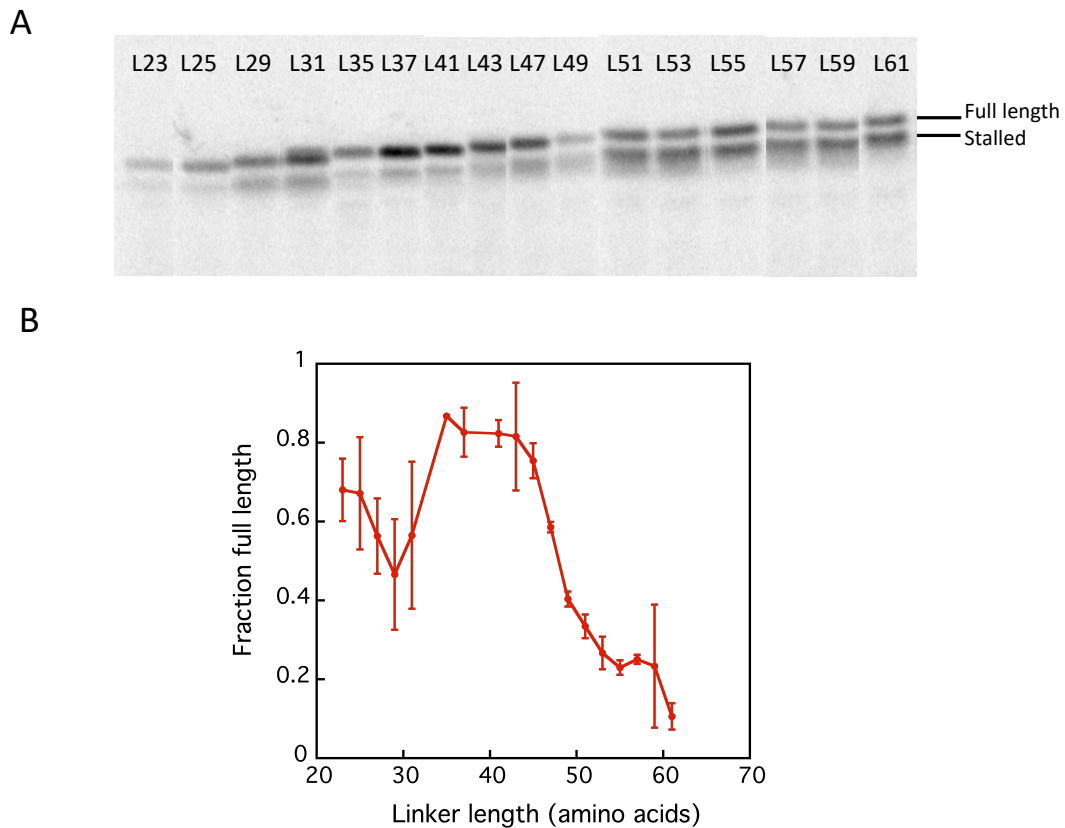 A
L23 L25 L29 L31 L35 L37 L41 L43 L47 L49 L51 L53 L55 L57 L59 L61
Full length
Stalled
B
1
0.8
0.6
0.4
0.2
0
Fraction full length
20 30 40 50 60 70
Linker length (amino acids)